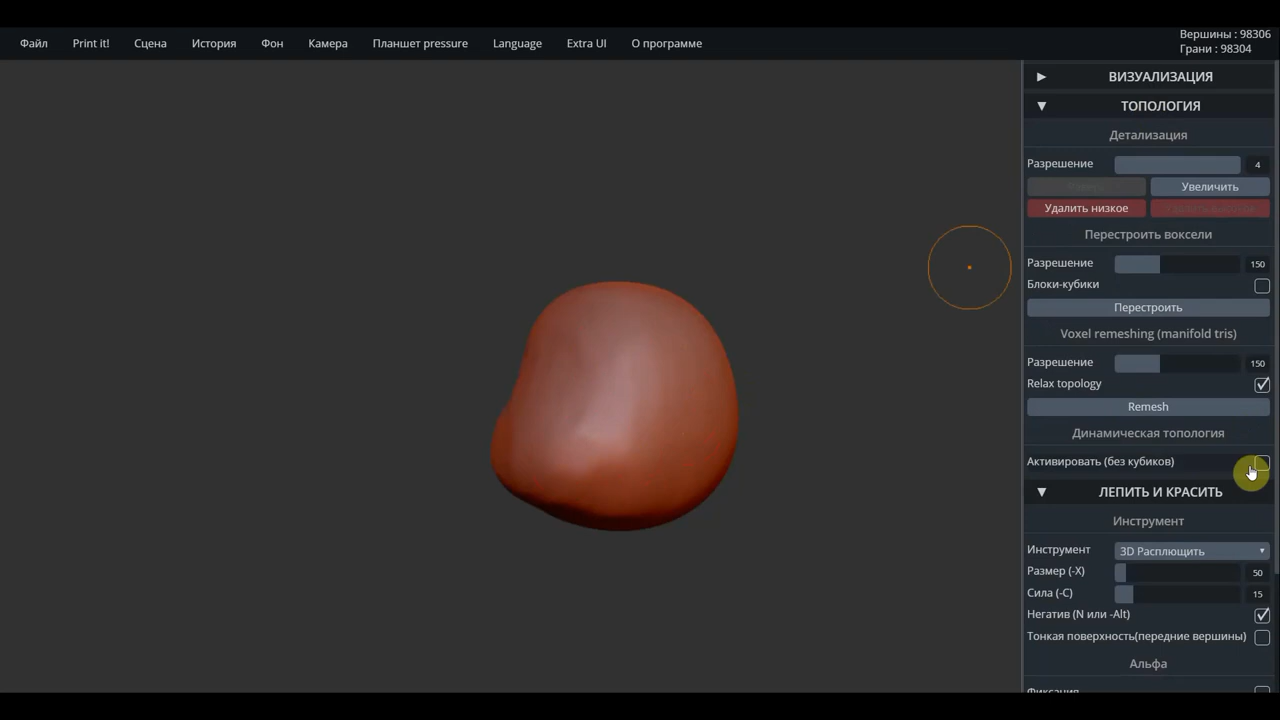 Файл Print it! Сцена История Фон Камера Планшет pressure Language Extra UI О программе
Вершины : 98306
Грани : 98304
ВИЗУАЛИЗАЦИЯ
ТОПОЛОГИЯ
Детализация
Разрешение 4
Увеличить
Удалить низкое
Перестроить воксели
Разрешение 150
Блоки-кубики
Перестроить
Voxel remeshing (manifold tris)
Разрешение 150
Relax topology
Remesh
Динамическая топология
Активировать (без кубиков)
ЛЕПИТЬ И КРАСИТЬ
Инструмент
Инструмент 3D Расплющить
Размер (-X) 50
Сила (-C) 15
Негатив (N или -Alt)
Тонкая поверхность(передние вершины)
Альфа
Фиксация